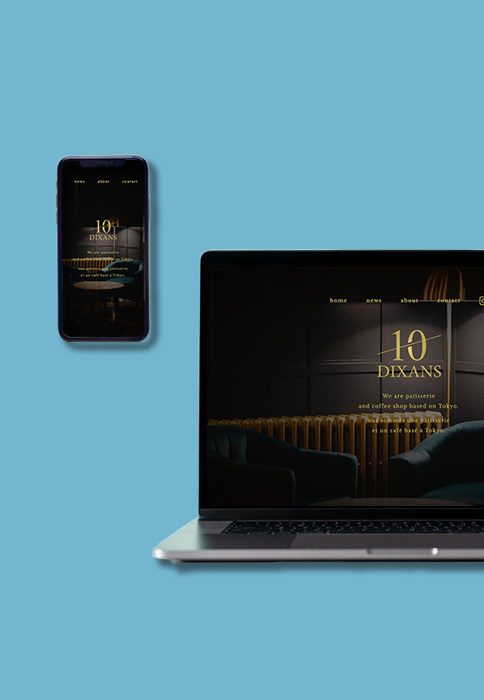 news about contact
10
DIXANS
We are patisserie
and coffee shop based on Tokyo.
nous sommes une patisserie
et un café basé à Tokyo.
home news about contact
10
DIXANS
We are patisserie
and coffee shop based on Tokyo.
nous sommes une patisserie
et un café basé à Tokyo.